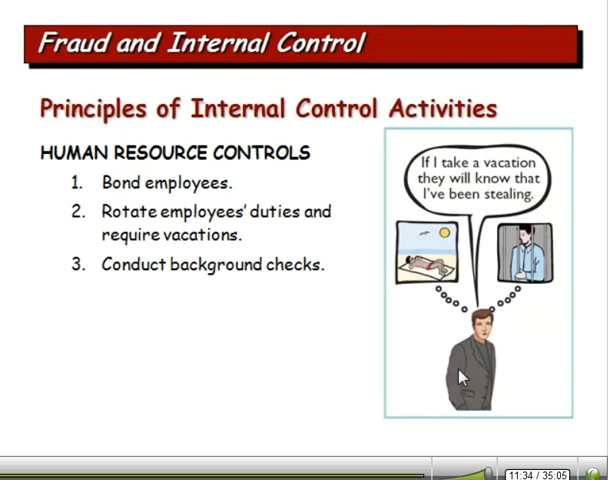 Fraud and Internal Control
Principles of Internal Control Activities
HUMAN RESOURCE CONTROLS
1. Bond employees.
2. Rotate employees' duties and
require vacations.
3. Conduct background checks.
If I take a vacation
they will know that
I've been stealing.
11:34 / 35:05